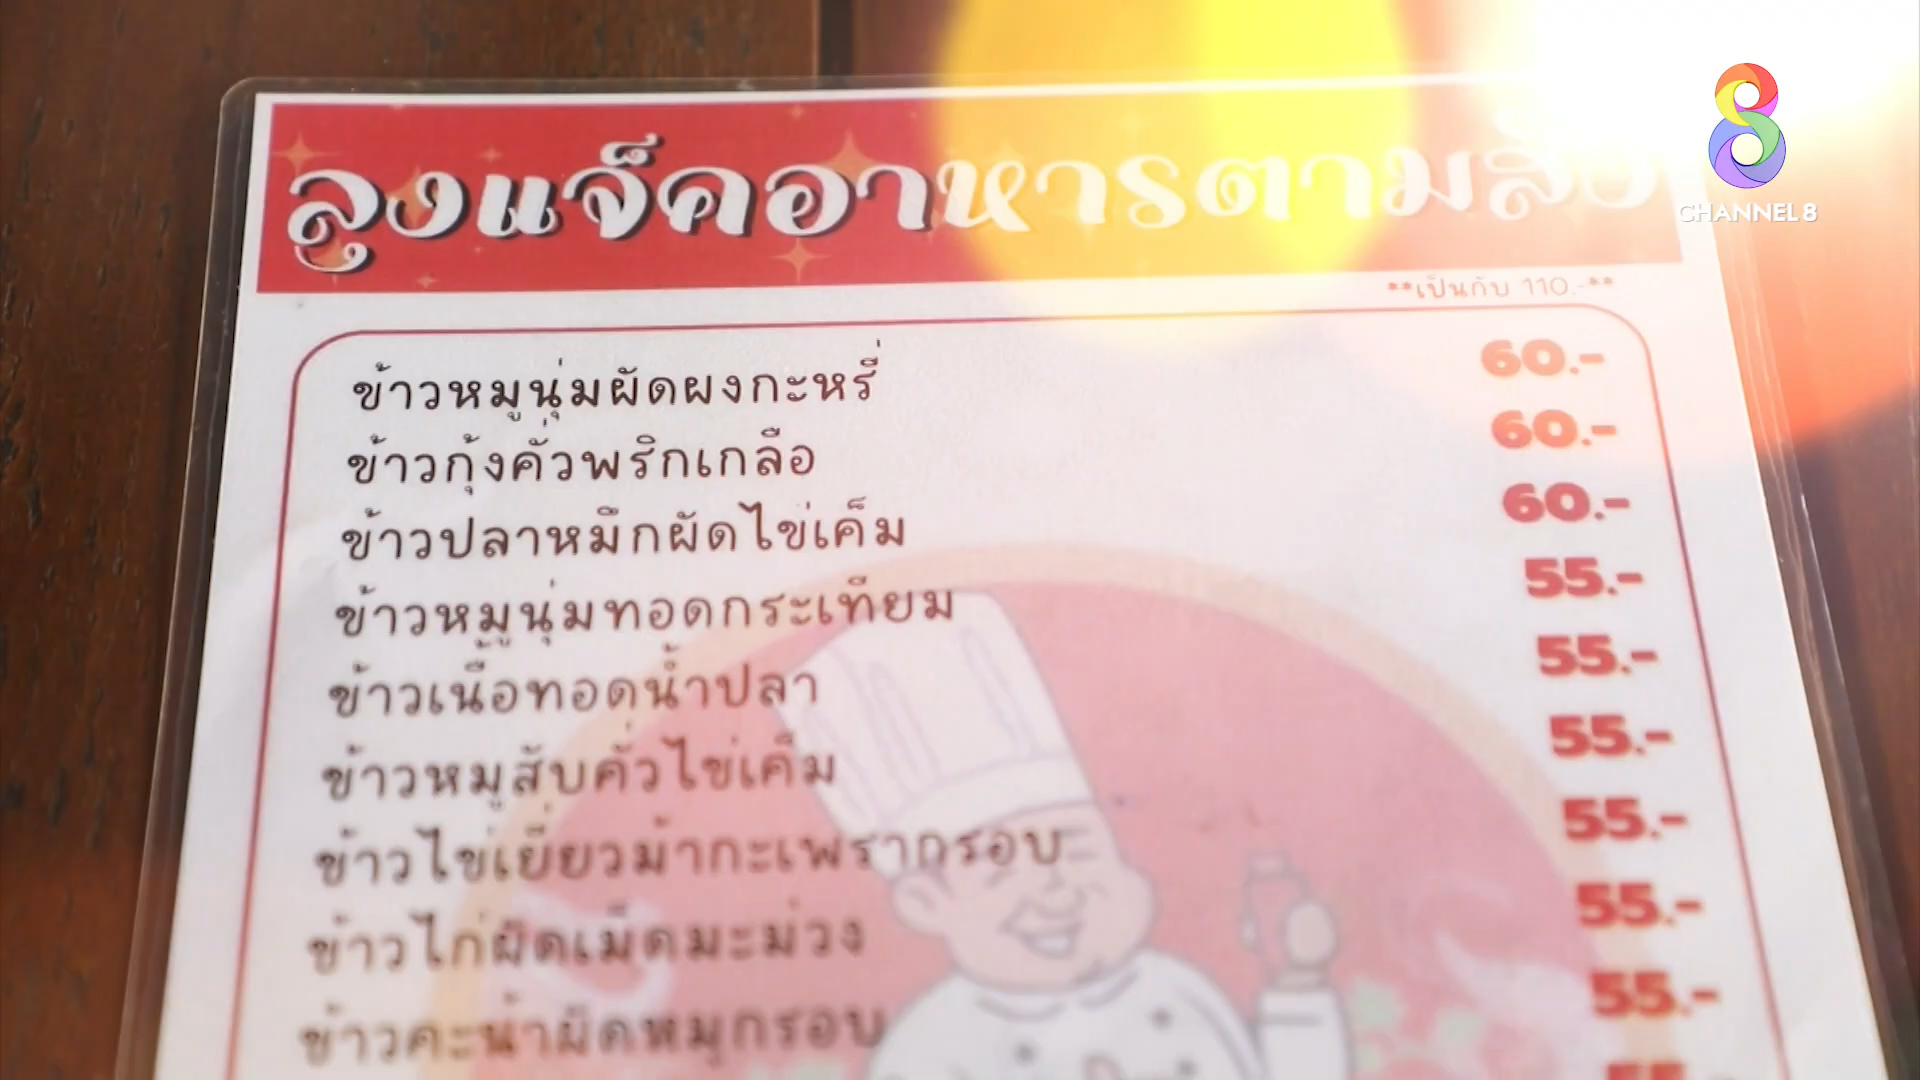 CHANNEL 8
ลุงแจ็คอาหารตามสั่ง
**เป็นกับ 110.-**
ข้าวหมูนุ่มผัดผงกะหรี่ 60.-
ข้าวกุ้งคั่วพริกเกลือ 60.-
ข้าวปลาหมึกผัดไข่เค็ม 60.-
ข้าวหมูนุ่มทอดกระเทียม 55.-
ข้าวเนื้อทอดน้ำปลา 55.-
ข้าวหมูสับคั่วไข่เค็ม 55.-
ข้าวไข่เยี่ยวม้ากะเพรากรอบ 55.-
ข้าวไก่ผัดเม็ดมะม่วง 55.-
ข้าวคะน้าผัดหมูกรอบ 55.-
55.-